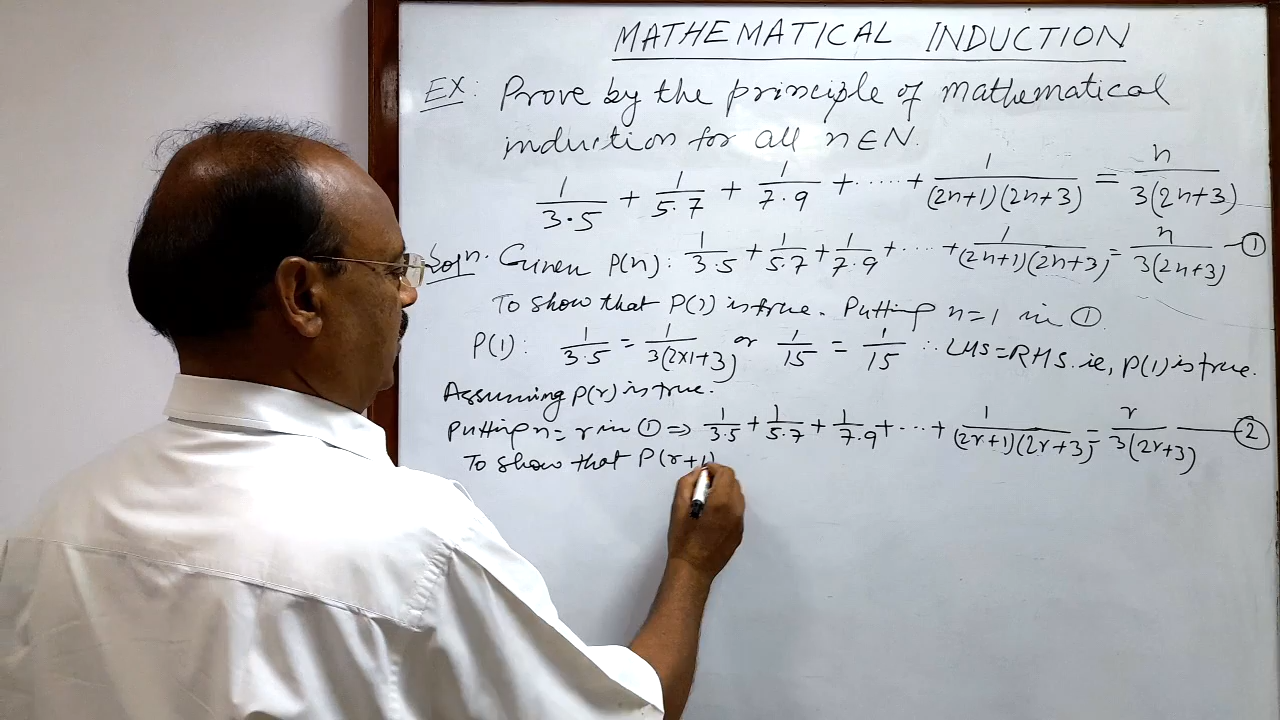 MATHEMATICAL INDUCTION
EX: Prove by the principle of mathematical
induction for all n∈N.
1/(3·5) + 1/(5·7) + 1/(7·9) + ..... + 1/((2n+1)(2n+3)) = n/(3(2n+3))
Solⁿ. Given P(n): 1/(3·5) + 1/(5·7) + 1/(7·9) + .... + 1/((2n+1)(2n+3)) = n/(3(2n+3)) — ①
To show that P(1) is true. Putting n=1 in ①.
P(1): 1/(3·5) = 1/(3(2×1+3)) or 1/15 = 1/15 ∴ LHS=RHS. ie, P(1) is true.
Assuming P(r) is true.
Putting n=r in ① ⇒ 1/(3·5) + 1/(5·7) + 1/(7·9) + ... + 1/((2r+1)(2r+3)) = r/(3(2r+3)) — ②
To show that P(r+1)